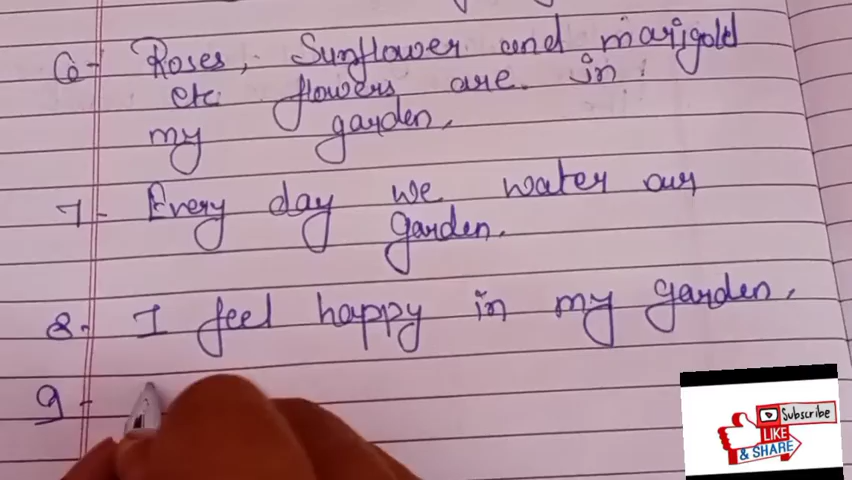 6- Roses, Sunflower and marigold
etc flowers are in
my garden.
7- Every day we water our
garden.
8- I feel happy in my garden.
9-
Subscribe
LIKE
& SHARE